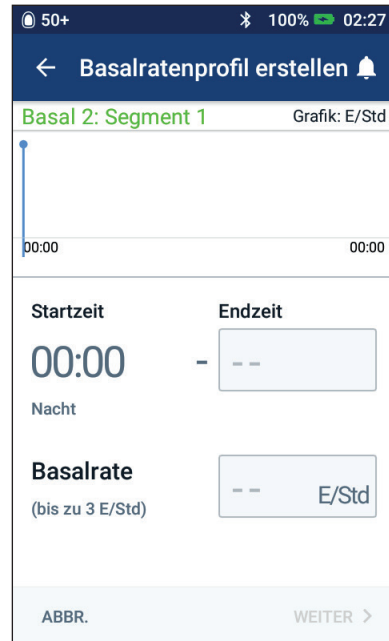 50+ 100% 02:27
Basalratenprofil erstellen
Basal 2: Segment 1 Grafik: E/Std
00:00 00:00
Startzeit Endzeit
00:00 - --
Nacht
Basalrate
-- E/Std
(bis zu 3 E/Std)
ABBR. WEITER